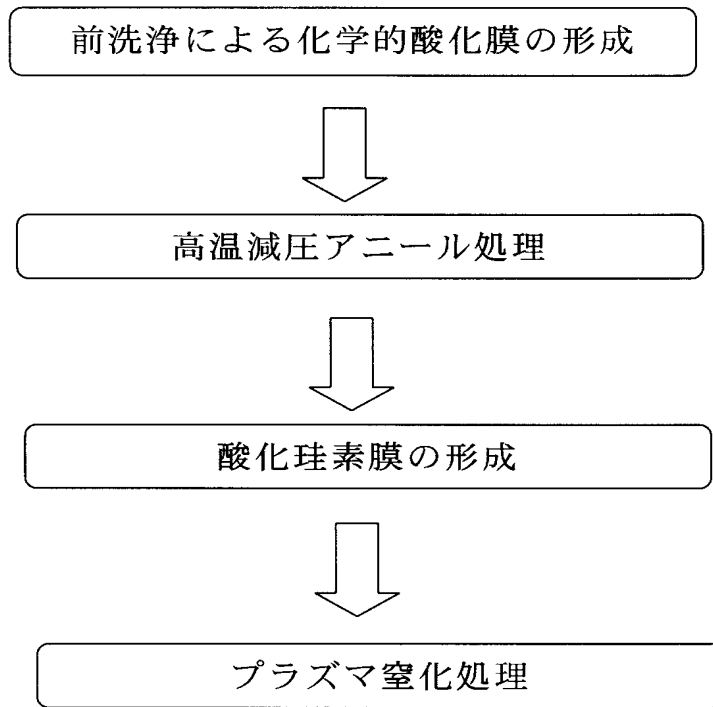 前洗浄による化学的酸化膜の形成
高温減圧アニール処理
酸化珪素膜の形成
プラズマ窒化処理